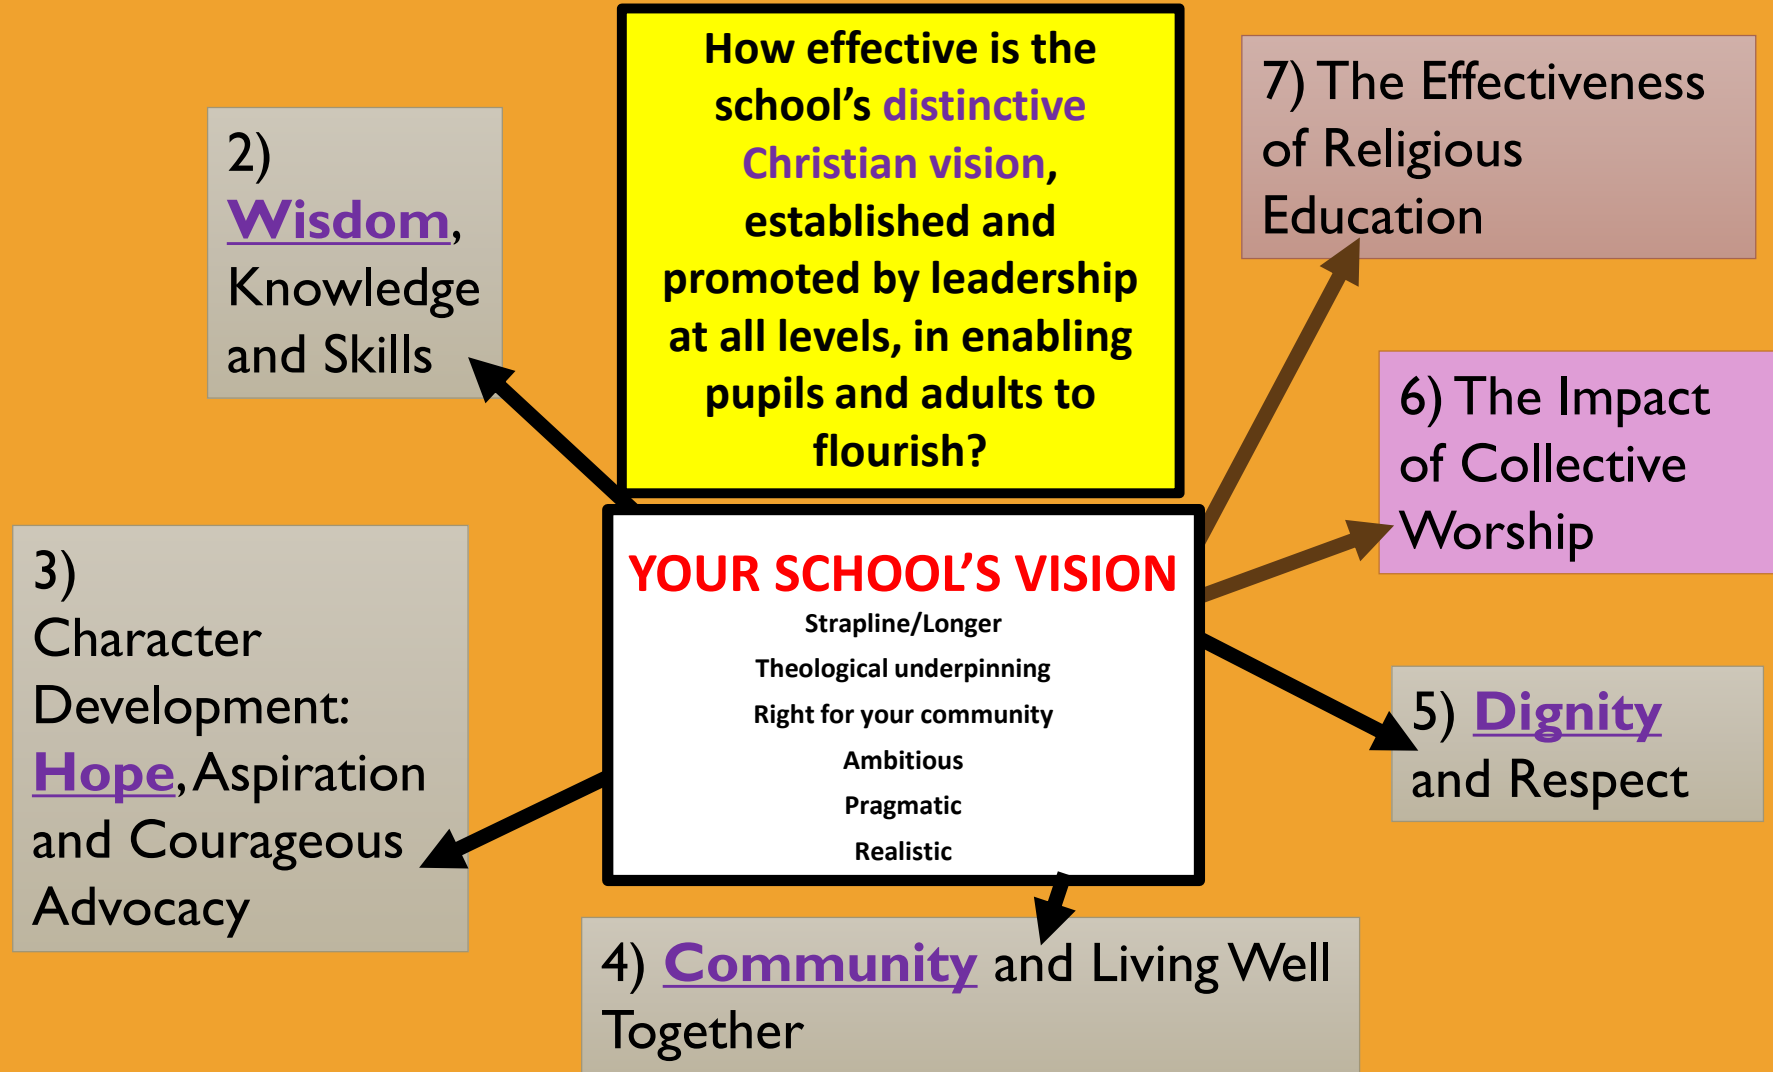 How effective is the
school’s distinctive
Christian vision,
established and
promoted by leadership
at all levels, in enabling
pupils and adults to
flourish?
YOUR SCHOOL’S VISION
Strapline/Longer
Theological underpinning
Right for your community
Ambitious
Pragmatic
Realistic
2)
Wisdom,
Knowledge
and Skills
3)
Character
Development:
Hope, Aspiration
and Courageous
Advocacy
4) Community and Living Well
Together
5) Dignity
and Respect
6) The Impact
of Collective
Worship
7) The Effectiveness
of Religious
Education